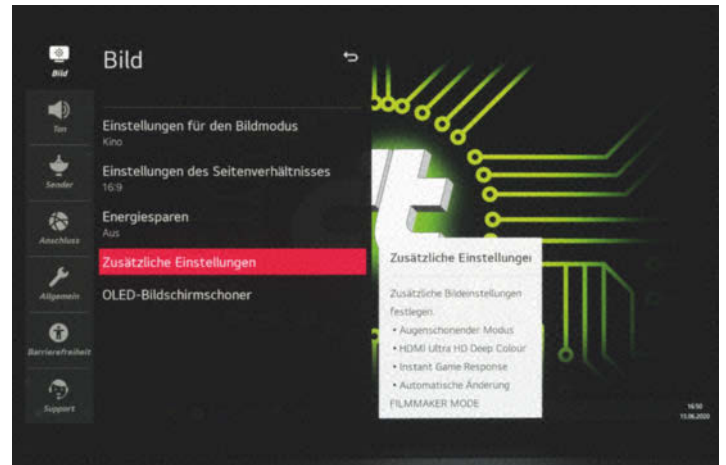 Bild
Bild
Ton
Sender
Anschluss
Allgemein
Barrierefreiheit
Support
Einstellungen für den Bildmodus
Kino
Einstellungen des Seitenverhältnisses
16:9
Energiesparen
Aus
Zusätzliche Einstellungen
OLED-Bildschirmschoner
Zusätzliche Einstellunger
Zusätzliche Bildeinstellungen
festlegen.
• Augenschonender Modus
• HDMI Ultra HD Deep Colour
• Instant Game Response
• Automatische Änderung
FILMMAKER MODE
16:50
13.06.2020